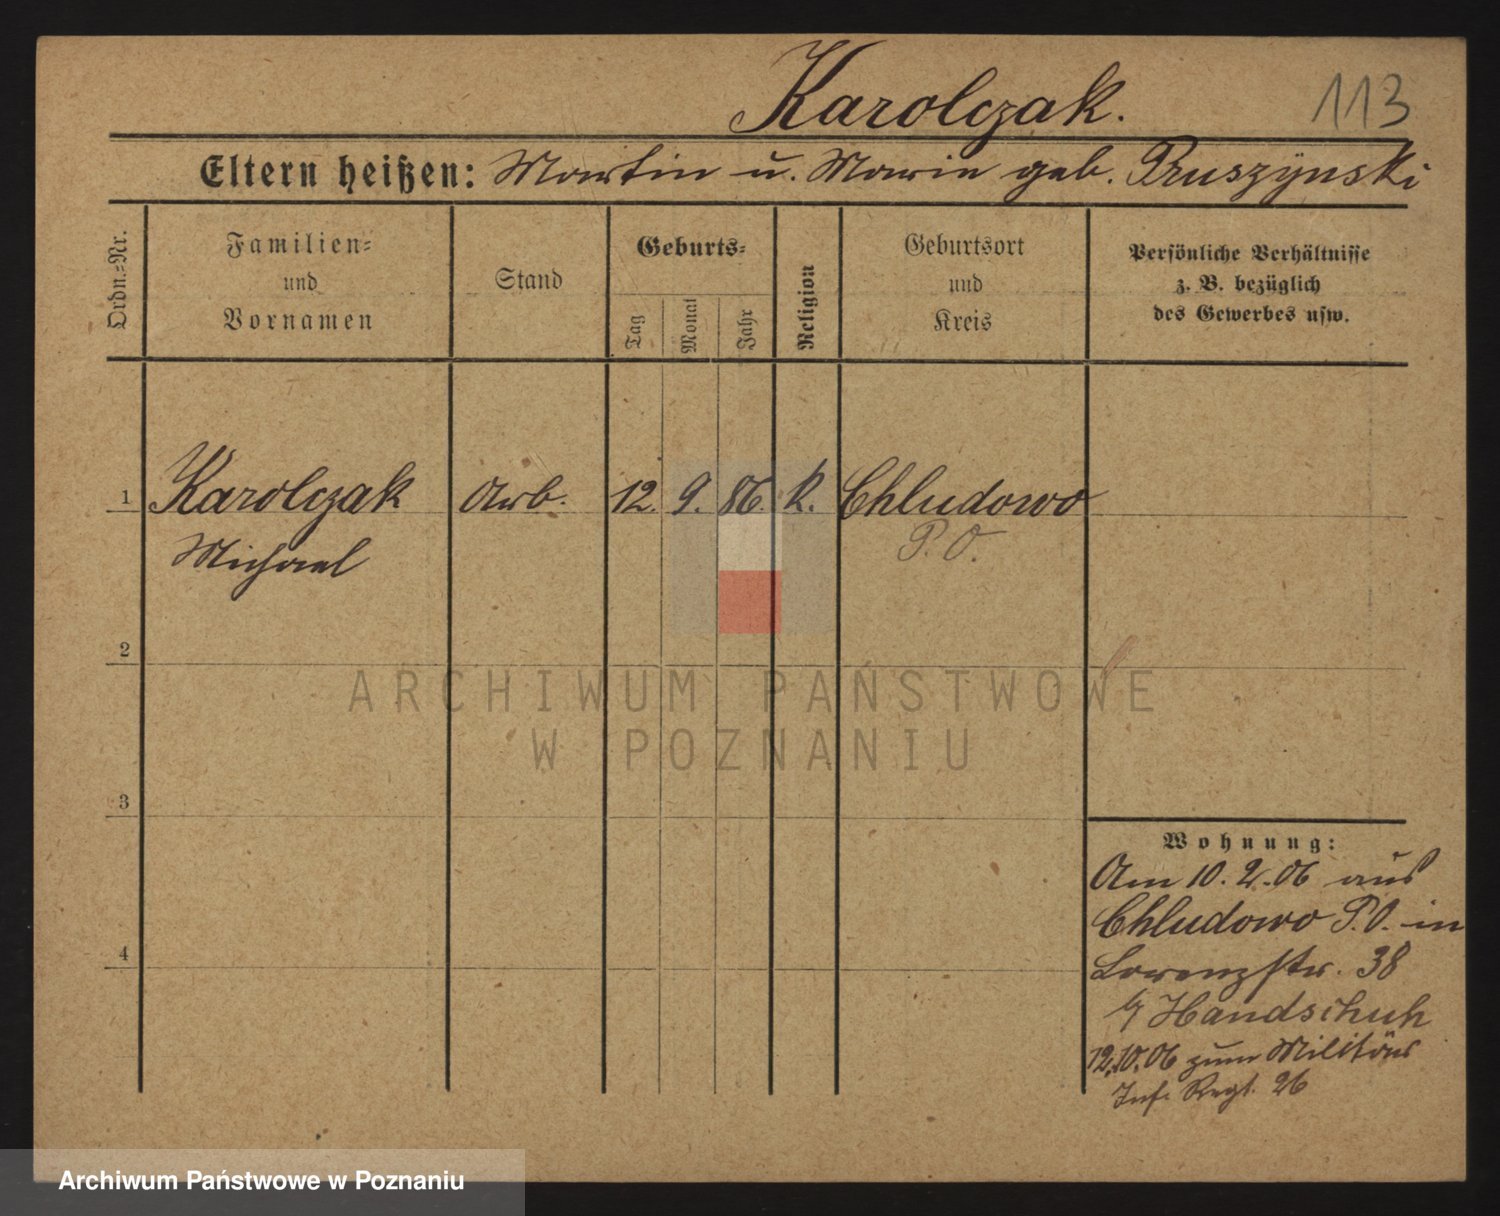 Karolczak.
113
Eltern heißen: Martin u. Marie geb. Pruszynski
Ordn.=Nr.
Familien=
und
Vornamen
Stand
Geburts=
Tag
Monat
Jahr
Religion
Geburtsort
und
Kreis
Persönliche Verhältnisse
z. B. bezüglich
des Gewerbes usw.
1 Karolczak Arb. 12. 9. 86. k. Chludowo
Michael P. O.
2
3
4
Wohnung:
Am 10. 2. 06 aus
Chludowo P. O. in
Lorenzstr. 38
b/ Handschuh
12.10.06 zum Militär
Inf. Regt. 26
ARCHIWUM PAŃSTWOWE
W POZNANIU
Archiwum Państwowe w Poznaniu